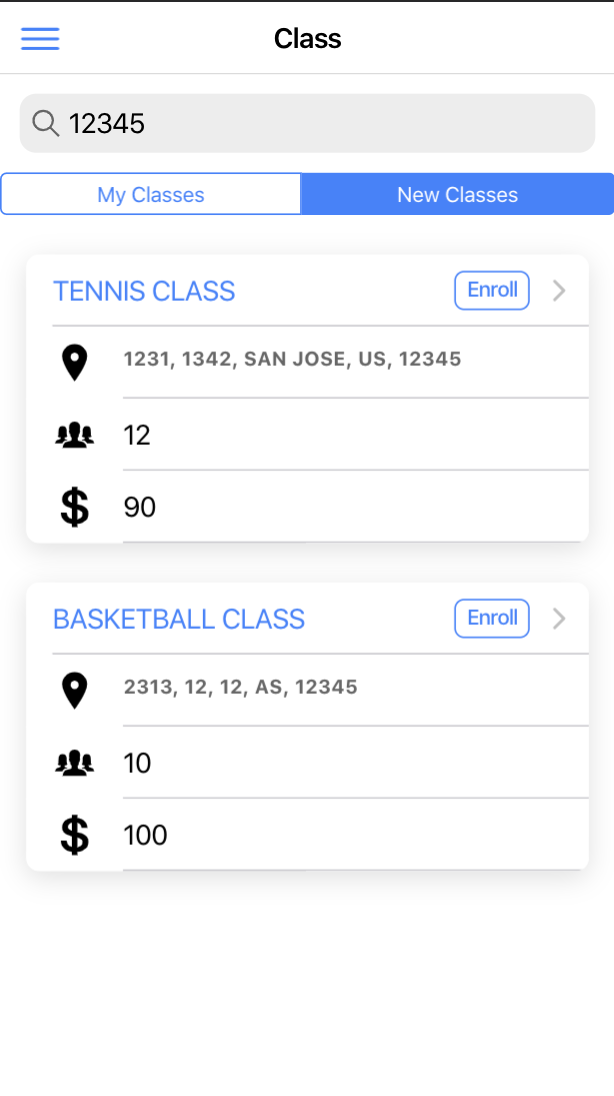 Class
12345
My Classes New Classes
TENNIS CLASS Enroll
1231, 1342, SAN JOSE, US, 12345
12
$ 90
BASKETBALL CLASS Enroll
2313, 12, 12, AS, 12345
10
$ 100